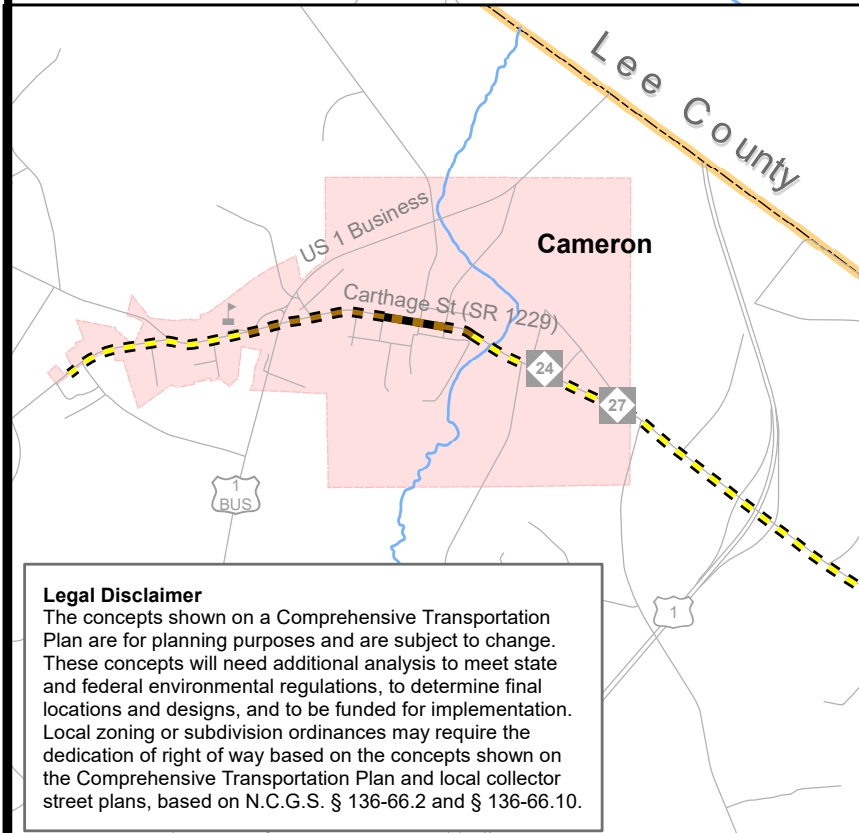 Lee County
Cameron
US 1 Business
Carthage St (SR 1229)
24
27
1
BUS
1
Legal Disclaimer
The concepts shown on a Comprehensive Transportation
Plan are for planning purposes and are subject to change.
These concepts will need additional analysis to meet state
and federal environmental regulations, to determine final
locations and designs, and to be funded for implementation.
Local zoning or subdivision ordinances may require the
dedication of right of way based on the concepts shown on
the Comprehensive Transportation Plan and local collector
street plans, based on N.C.G.S. § 136-66.2 and § 136-66.10.